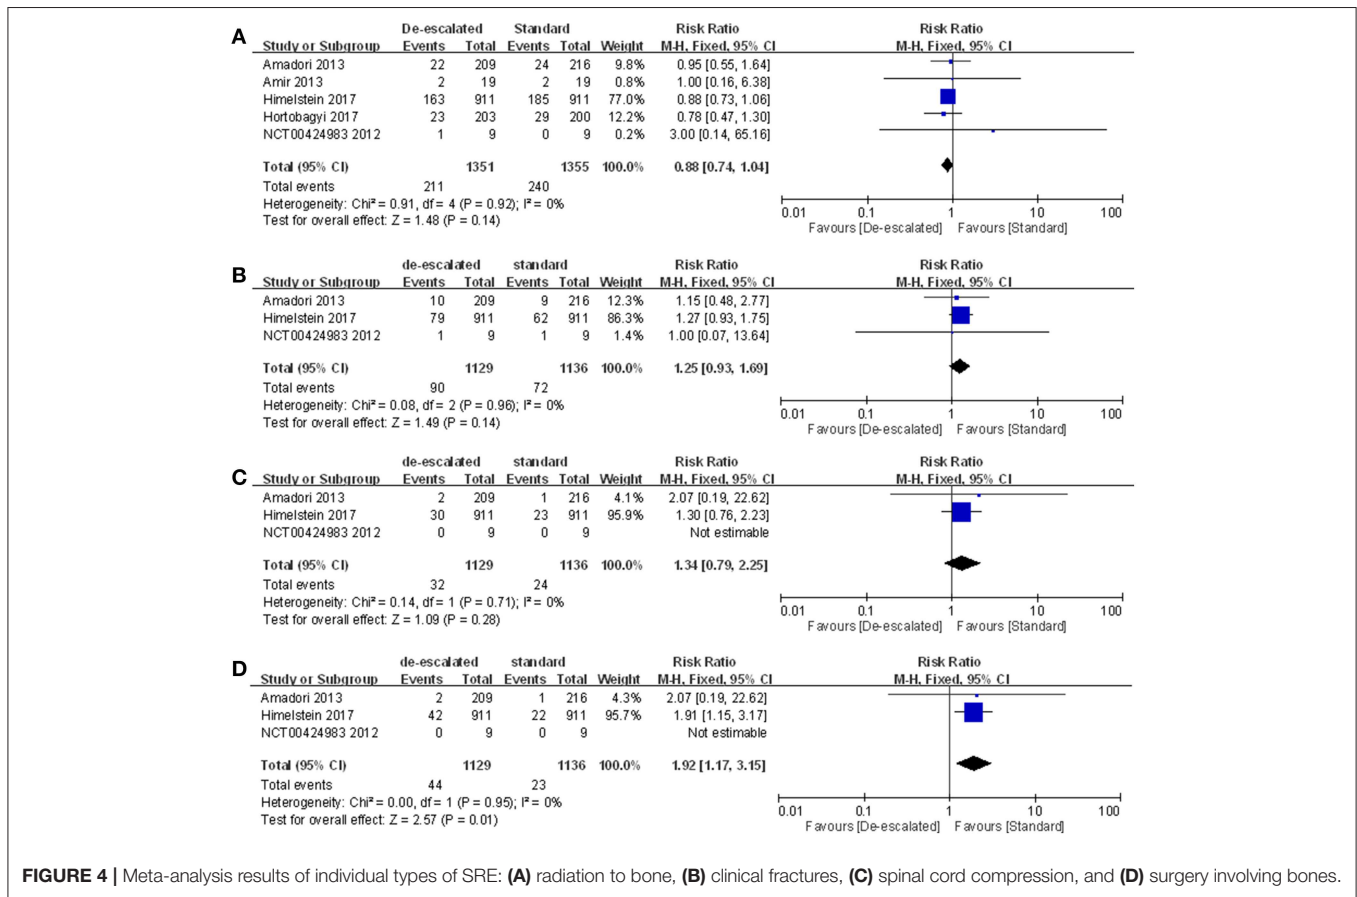 A
De-escalated Standard Risk Ratio Risk Ratio
Study or Subgroup Events Total Events Total Weight M-H, Fixed, 95% CI M-H, Fixed, 95% CI
Amadori 2013 22 209 24 216 9.8% 0.95 [0.55, 1.64]
Amir 2013 2 19 2 19 0.8% 1.00 [0.16, 6.38]
Himelstein 2017 163 911 185 911 77.0% 0.88 [0.73, 1.06]
Hortobagyi 2017 23 203 29 200 12.2% 0.78 [0.47, 1.30]
NCT00424983 2012 1 9 0 9 0.2% 3.00 [0.14, 65.16]
Total (95% CI) 1351 1355 100.0% 0.88 [0.74, 1.04]
Total events 211 240
Heterogeneity: Chi² = 0.91, df = 4 (P = 0.92); I² = 0%
Test for overall effect: Z = 1.48 (P = 0.14)
0.01 0.1 1 10 100
Favours [De-escalated] Favours [Standard]
B
de-escalated standard Risk Ratio Risk Ratio
Study or Subgroup Events Total Events Total Weight M-H, Fixed, 95% CI M-H, Fixed, 95% CI
Amadori 2013 10 209 9 216 12.3% 1.15 [0.48, 2.77]
Himelstein 2017 79 911 62 911 86.3% 1.27 [0.93, 1.75]
NCT00424983 2012 1 9 1 9 1.4% 1.00 [0.07, 13.64]
Total (95% CI) 1129 1136 100.0% 1.25 [0.93, 1.69]
Total events 90 72
Heterogeneity: Chi² = 0.08, df = 2 (P = 0.96); I² = 0%
Test for overall effect: Z = 1.49 (P = 0.14)
0.01 0.1 1 10 100
Favours [De-escalated] Favours [Standard]
C
de-escalated standard Risk Ratio Risk Ratio
Study or Subgroup Events Total Events Total Weight M-H, Fixed, 95% CI M-H, Fixed, 95% CI
Amadori 2013 2 209 1 216 4.1% 2.07 [0.19, 22.62]
Himelstein 2017 30 911 23 911 95.9% 1.30 [0.76, 2.23]
NCT00424983 2012 0 9 0 9 Not estimable
Total (95% CI) 1129 1136 100.0% 1.34 [0.79, 2.25]
Total events 32 24
Heterogeneity: Chi² = 0.14, df = 1 (P = 0.71); I² = 0%
Test for overall effect: Z = 1.09 (P = 0.28)
0.01 0.1 1 10 100
Favours [De-escalated] Favours [Standard]
D
de-escalated standard Risk Ratio Risk Ratio
Study or Subgroup Events Total Events Total Weight M-H, Fixed, 95% CI M-H, Fixed, 95% CI
Amadori 2013 2 209 1 216 4.3% 2.07 [0.19, 22.62]
Himelstein 2017 42 911 22 911 95.7% 1.91 [1.15, 3.17]
NCT00424983 2012 0 9 0 9 Not estimable
Total (95% CI) 1129 1136 100.0% 1.92 [1.17, 3.15]
Total events 44 23
Heterogeneity: Chi² = 0.00, df = 1 (P = 0.95); I² = 0%
Test for overall effect: Z = 2.57 (P = 0.01)
0.01 0.1 1 10 100
Favours [De-escalated] Favours [Standard]
FIGURE 4 | Meta-analysis results of individual types of SRE: (A) radiation to bone, (B) clinical fractures, (C) spinal cord compression, and (D) surgery involving bones.